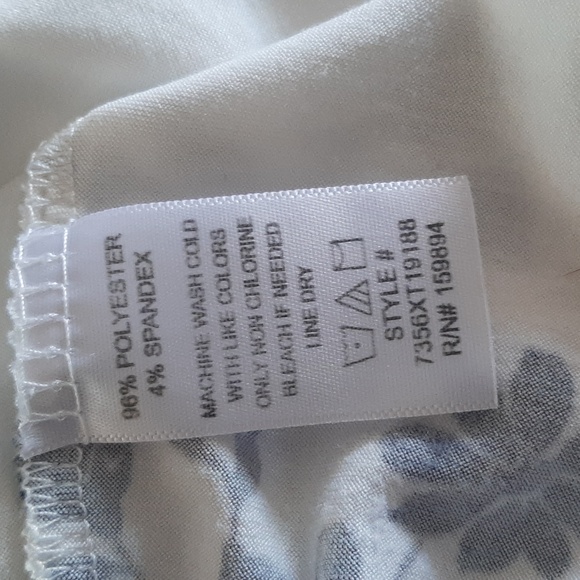 96% POLYESTER
4% SPANDEX
MACHINE WASH COLD
WITH LIKE COLORS
ONLY NON CHLORINE
BLEACH IF NEEDED
LINE DRY
STYLE #
7356XT19188
R/N# 159894